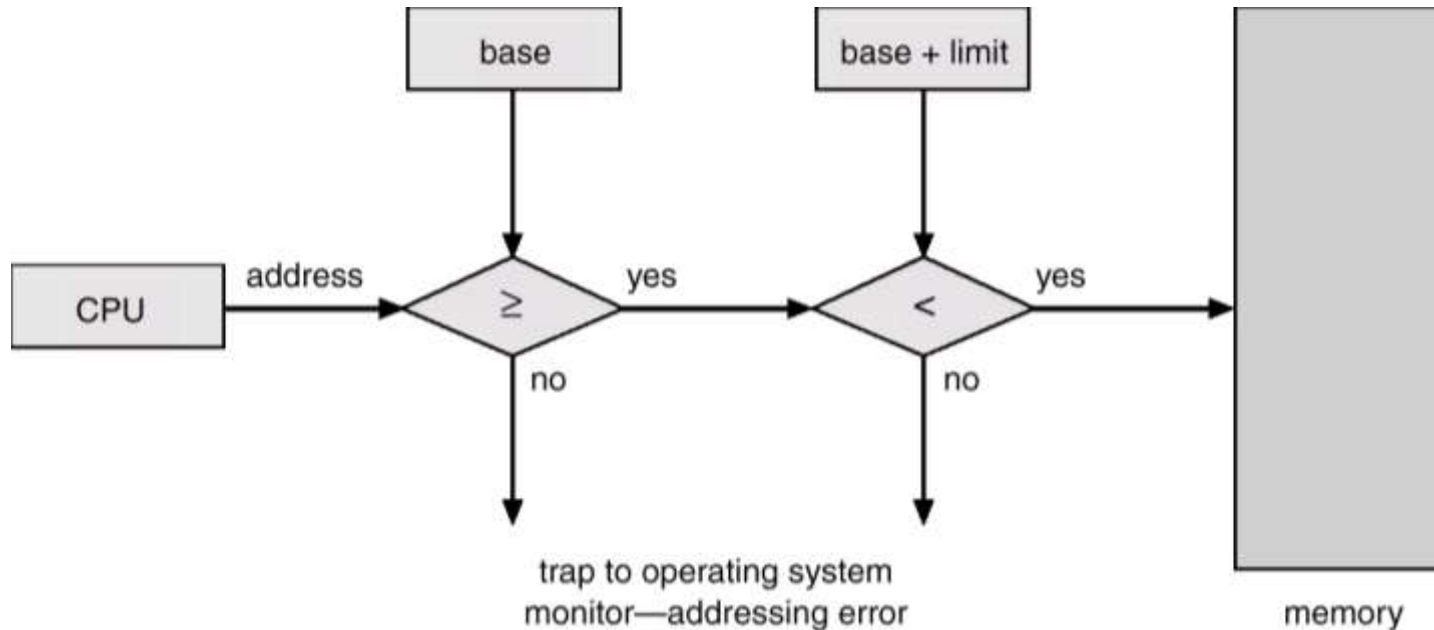 base
base + limit
CPU
address
≥
yes
<
yes
no
no
trap to operating system
monitor—addressing error
memory